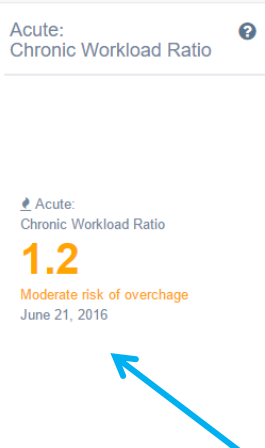 Acute:
Chronic Workload Ratio
?
Acute:
Chronic Workload Ratio
1.2
Moderate risk of overchage
June 21, 2016